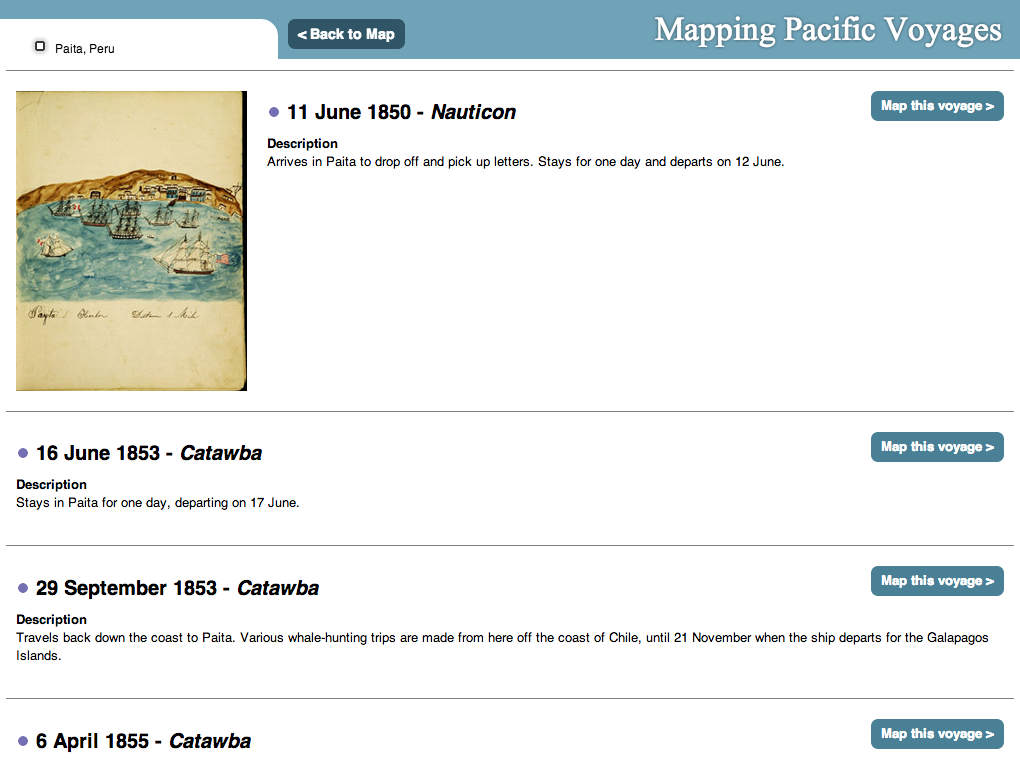 Paita, Peru
< Back to Map
Mapping Pacific Voyages
11 June 1850 - Nauticon
Map this voyage >
Description
Arrives in Paita to drop off and pick up letters. Stays for one day and departs on 12 June.
Payta Harbor Distan 1 Mile
16 June 1853 - Catawba
Map this voyage >
Description
Stays in Paita for one day, departing on 17 June.
29 September 1853 - Catawba
Map this voyage >
Description
Travels back down the coast to Paita. Various whale-hunting trips are made from here off the coast of Chile, until 21 November when the ship departs for the Galapagos
Islands.
6 April 1855 - Catawba
Map this voyage >